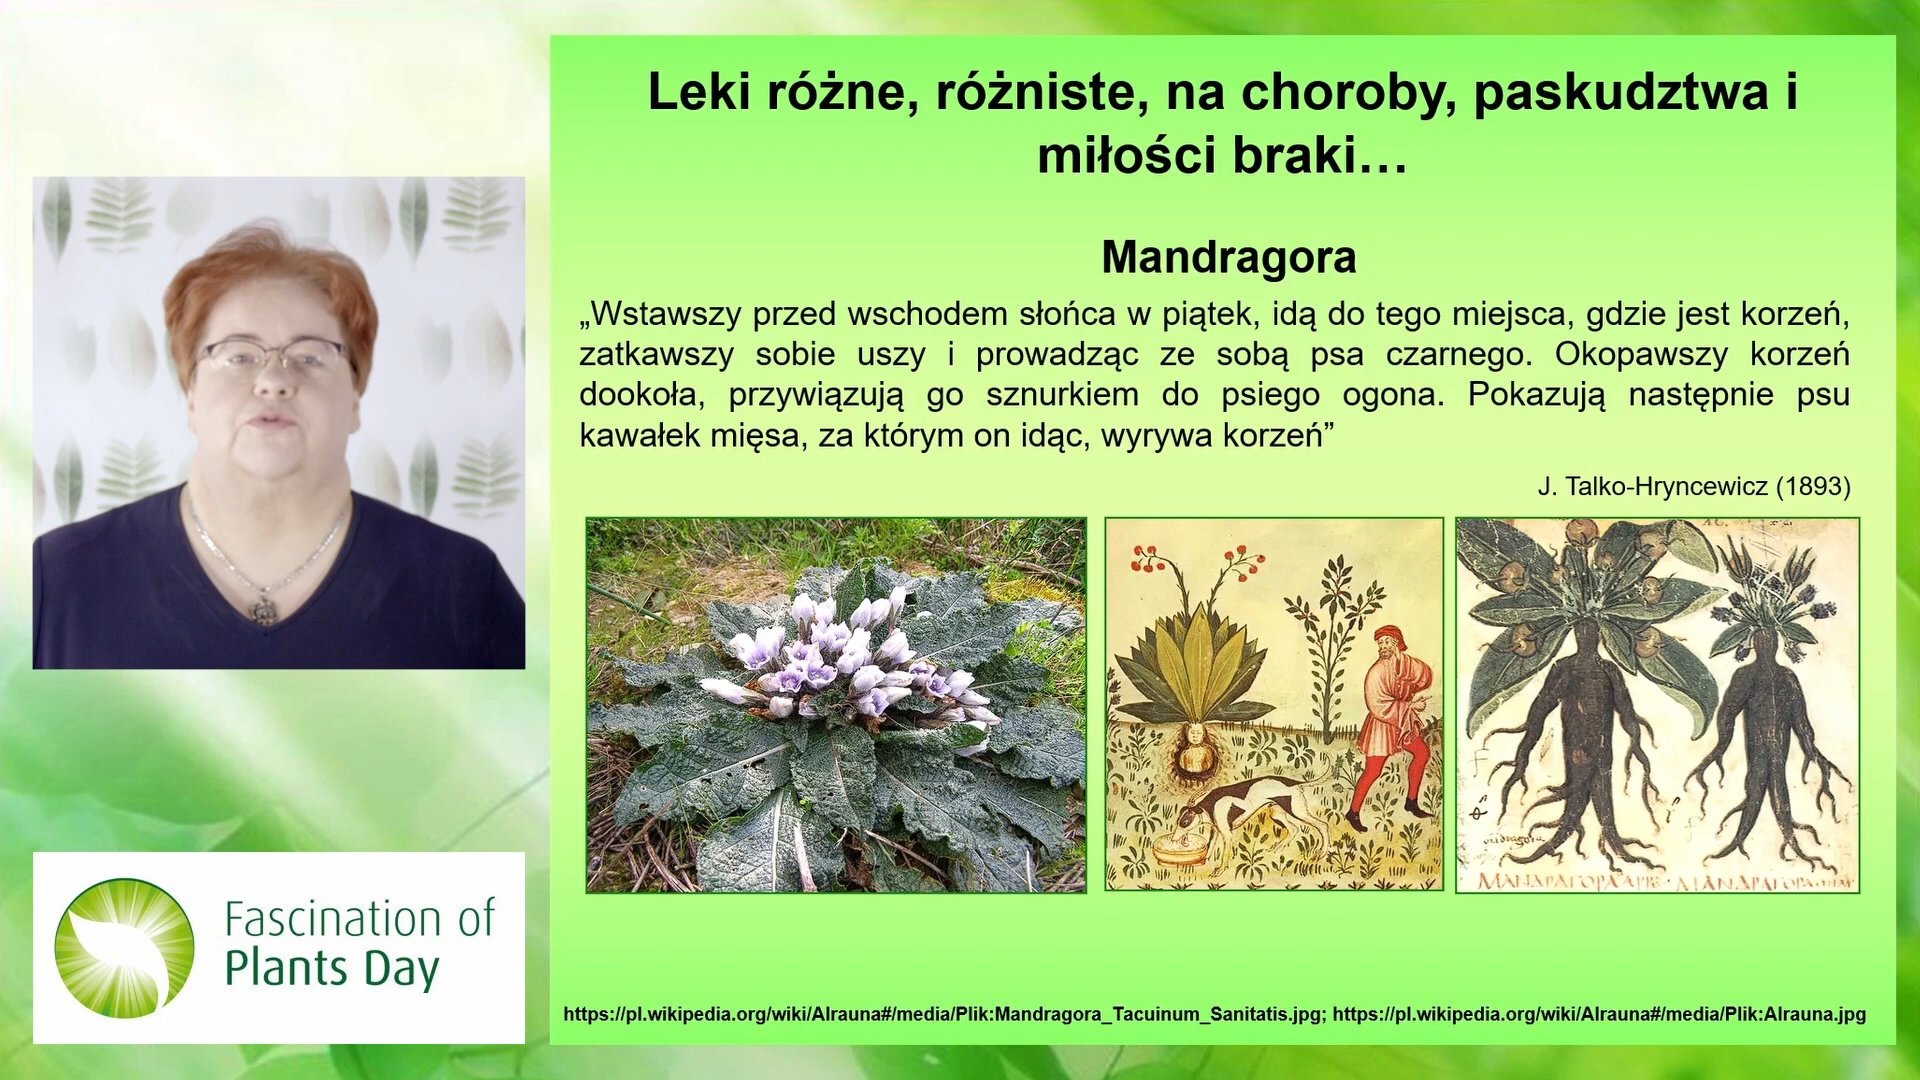 Leki różne, różniste, na choroby, paskudztwa i
miłości braki…
Mandragora
„Wstawszy przed wschodem słońca w piątek, idą do tego miejsca, gdzie jest korzeń,
zatkawszy sobie uszy i prowadząc ze sobą psa czarnego. Okopawszy korzeń
dookoła, przywiązują go sznurkiem do psiego ogona. Pokazują następnie psu
kawałek mięsa, za którym on idąc, wyrywa korzeń”
J. Talko-Hryncewicz (1893)
Fascination of
Plants Day
https://pl.wikipedia.org/wiki/Alrauna#/media/Plik:Mandragora_Tacuinum_Sanitatis.jpg; https://pl.wikipedia.org/wiki/Alrauna#/media/Plik:Alrauna.jpg